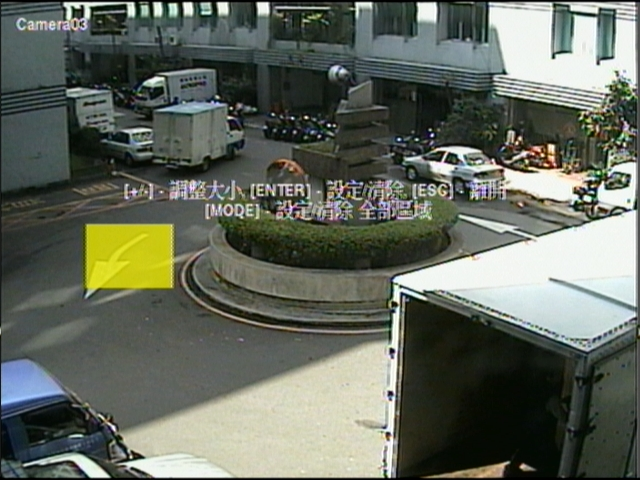 Camera03
[+/-] - 調整大小, [ENTER] - 設定/清除, [ESC] - 離開
[MODE] - 設定/清除 全部區域